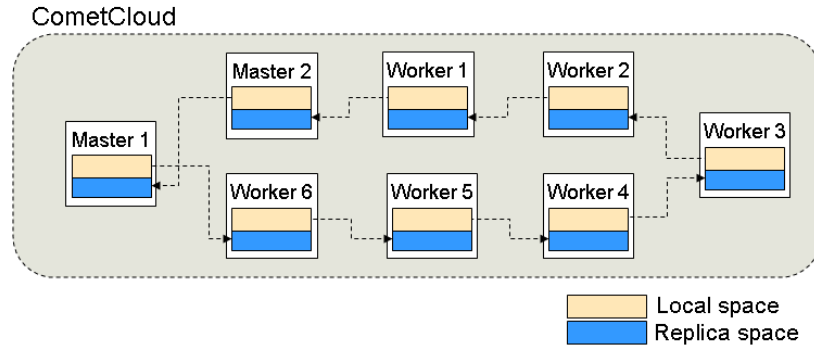 CometCloud
Master 2
Worker 1
Worker 2
Master 1
Worker 3
Worker 6
Worker 5
Worker 4
Local space
Replica space